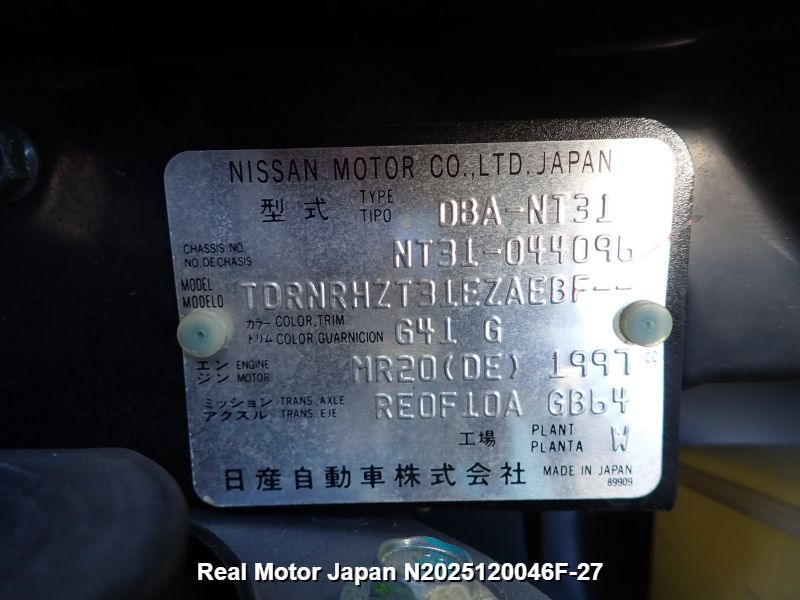 NISSAN MOTOR CO.,LTD. JAPAN
型式 TYPE TIPO DBA-NT31
CHASSIS NO. NO. DE CHASIS NT31-044096
MODEL MODELO TDRNRHZT31EZAEBF--
カラー COLOR, TRIM トリム COLOR, GUARNICION G41 G
エンジン ENGINE MOTOR MR20(DE) 1997 CC
ミッション TRANS., AXLE アクスル TRANS., EJE RE0F10A GB64
工場 PLANT PLANTA W
日産自動車株式会社 MADE IN JAPAN
89909
Real Motor Japan N2025120046F-27